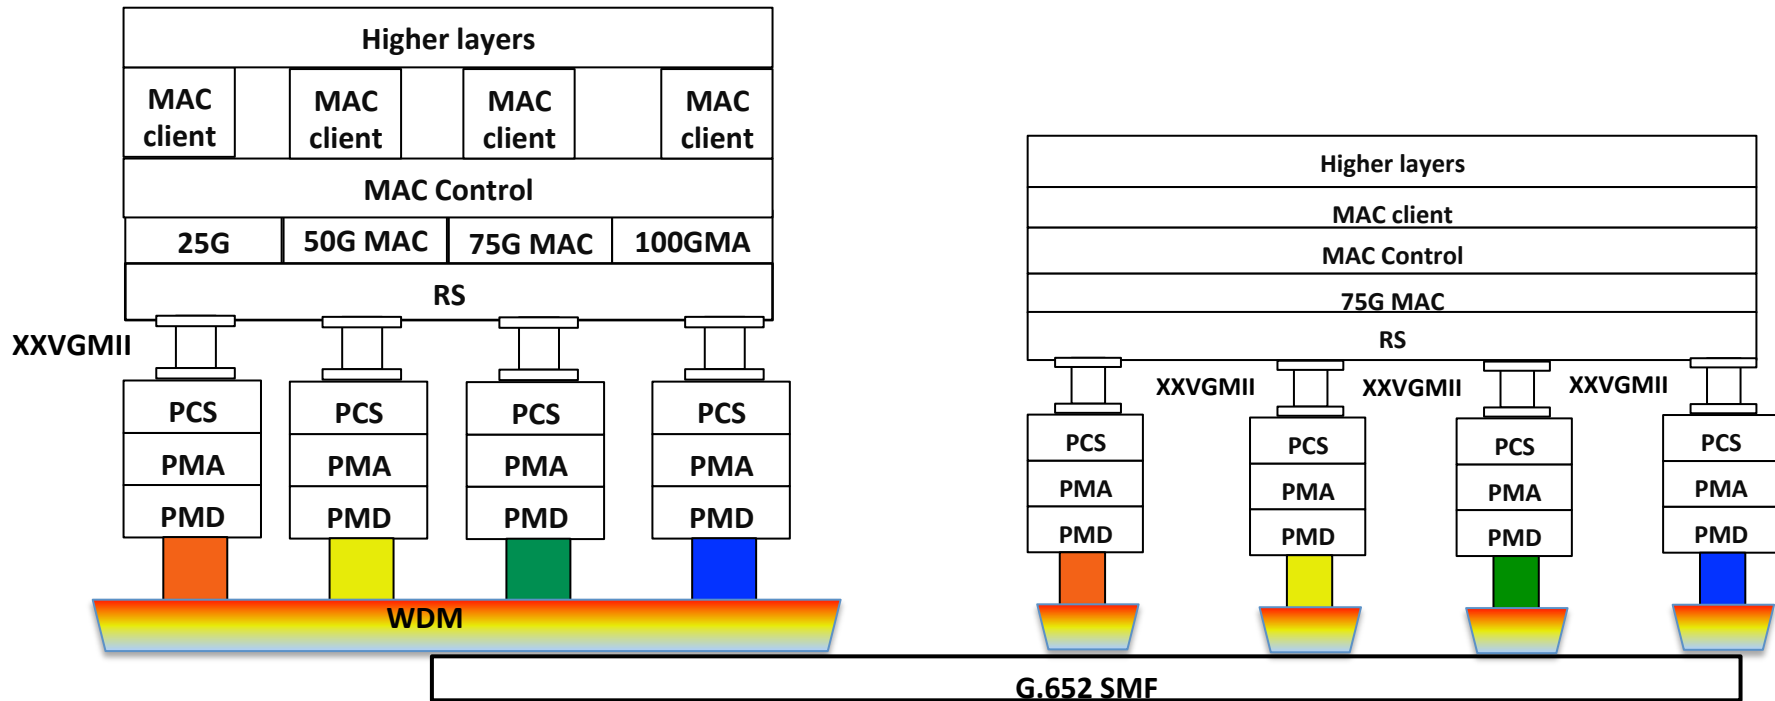 Higher layers
MAC
client
MAC
client
MAC
client
MAC
client
MAC Control
25G
50G MAC
75G MAC
100GMA
RS
XXVGMII
PCS
PCS
PCS
PCS
PMA
PMA
PMA
PMA
PMD
PMD
PMD
PMD
WDM
Higher layers
MAC client
MAC Control
75G MAC
RS
XXVGMII
XXVGMII
XXVGMII
PCS
PCS
PCS
PCS
PMA
PMA
PMA
PMA
PMD
PMD
PMD
PMD
G.652 SMF